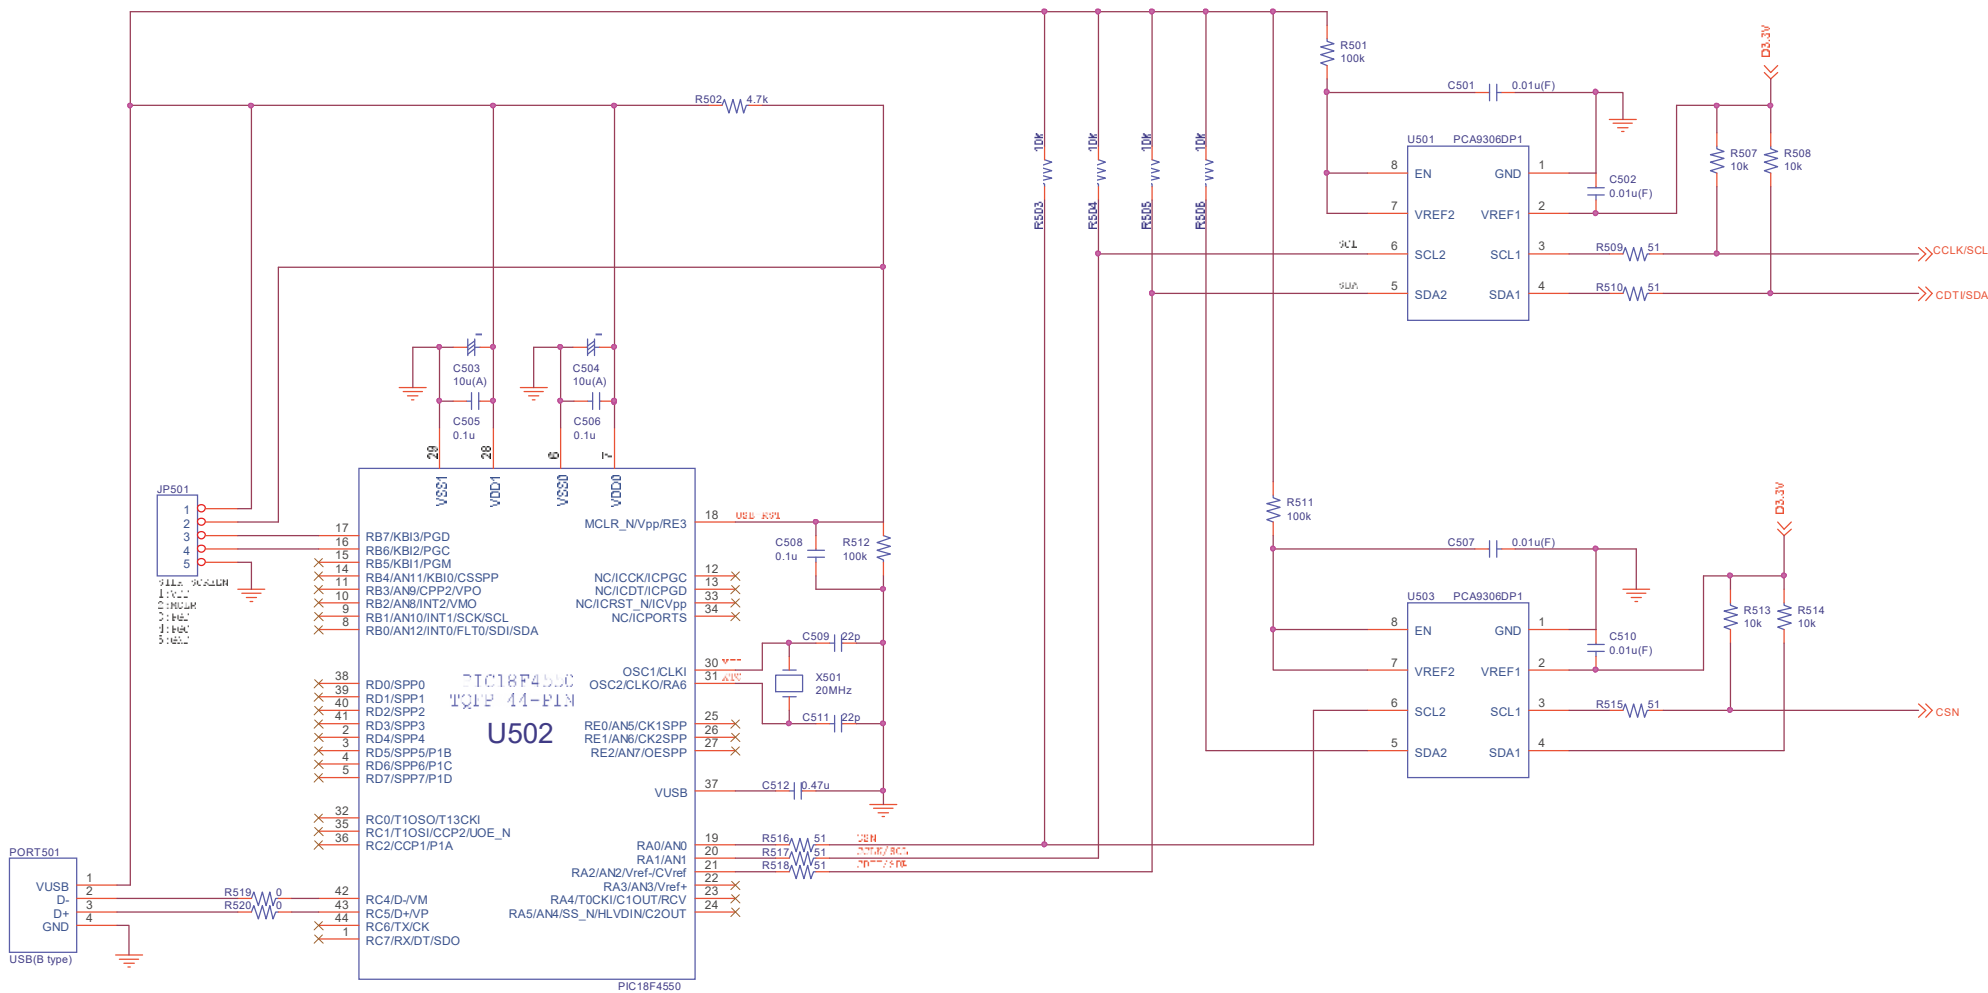 R501
100k
D3.3V
C501 0.01u(F)
R502 4.7k
10k
10k
10k
10k
R503
R504
R505
R506
U501 PCA9306DP1
8 EN GND 1
7 VREF2 VREF1 2
SCL 6 SCL2 SCL1 3
SDA 5 SDA2 SDA1 4
C502
0.01u(F)
R507
10k
R508
10k
R509 51
CCLK/SCL
R510 51
CDTI/SDA
C503
10u(A)
C504
10u(A)
C505
0.1u
C506
0.1u
29
28
6
7
VSS1
VDD1
VSS0
VDD0
JP501
1
2
3
4
5
17 RB7/KBI3/PGD
16 RB6/KBI2/PGC
15 RB5/KBI1/PGM
14 RB4/AN11/KBI0/CSSPP
11 RB3/AN9/CPP2/VPO
10 RB2/AN8/INT2/VMO
9 RB1/AN10/INT1/SCK/SCL
8 RB0/AN12/INT0/FLT0/SDI/SDA
38 RD0/SPP0
39 RD1/SPP1
40 RD2/SPP2
41 RD3/SPP3
2 RD4/SPP4
3 RD5/SPP5/P1B
4 RD6/SPP6/P1C
5 RD7/SPP7/P1D
32 RC0/T1OSO/T13CKI
35 RC1/T1OSI/CCP2/UOE_N
36 RC2/CCP1/P1A
42 RC4/D-/VM
43 RC5/D+/VP
44 RC6/TX/CK
1 RC7/RX/DT/SDO
TQFP 44-PIN
U502
MCLR_N/Vpp/RE3 18
NC/ICCK/ICPGC 12
NC/ICDT/ICPGD 13
NC/ICRST_N/ICVpp 33
NC/ICPORTS 34
OSC1/CLKI 30
OSC2/CLKO/RA6 31
RE0/AN5/CK1SPP 25
RE1/AN6/CK2SPP 26
RE2/AN7/OESPP 27
VUSB 37
RA0/AN0 19
RA1/AN1 20
RA2/AN2/Vref-/CVref 21
RA3/AN3/Vref+ 22
RA4/T0CKI/C1OUT/RCV 23
RA5/AN4/SS_N/HLVDIN/C2OUT 24
PIC18F4550
C508
0.1u
R512
100k
C509 22p
X501
20MHz
C511 22p
C512 0.47u
R516 51
R517 51
R518 51
PORT501
VUSB 1
D- 2
D+ 3
GND 4
USB(B type)
R519 0
R520 0
R511
100k
D3.3V
C507 0.01u(F)
U503 PCA9306DP1
8 EN GND 1
7 VREF2 VREF1 2
6 SCL2 SCL1 3
5 SDA2 SDA1 4
C510
0.01u(F)
R513
10k
R514
10k
R515 51
CSN